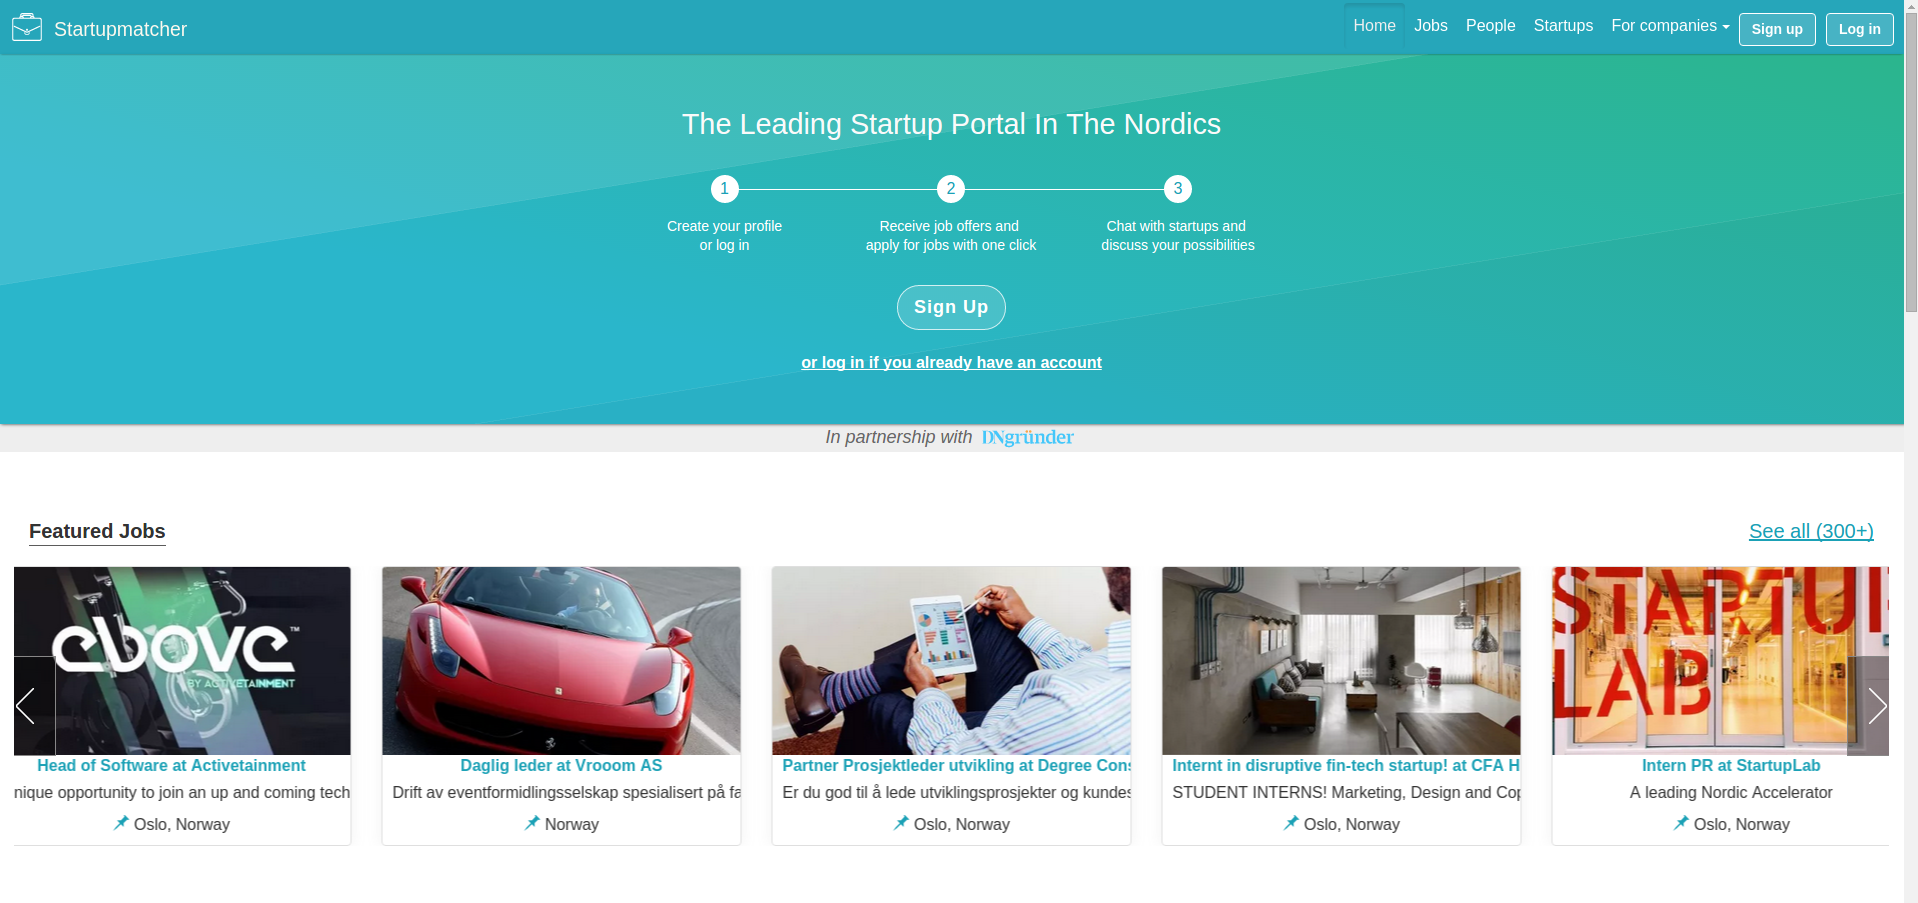 Startupmatcher
Home Jobs People Startups For companies Sign up Log in
The Leading Startup Portal In The Nordics
1 2 3
Create your profile
or log in
Receive job offers and
apply for jobs with one click
Chat with startups and
discuss your possibilities
Sign Up
or log in if you already have an account
In partnership with DNgründer
Featured Jobs
See all (300+)
ebove™
BY ACTIVETAINMENT
Head of Software at Activetainment
nique opportunity to join an up and coming tech
Oslo, Norway
Daglig leder at Vrooom AS
Drift av eventformidlingsselskap spesialisert på fa
Norway
Partner Prosjektleder utvikling at Degree Cons
Er du god til å lede utviklingsprosjekter og kundes
Oslo, Norway
Internt in disruptive fin-tech startup! at CFA H
STUDENT INTERNS! Marketing, Design and Cop
Oslo, Norway
STARTUP
LAB
Intern PR at StartupLab
A leading Nordic Accelerator
Oslo, Norway